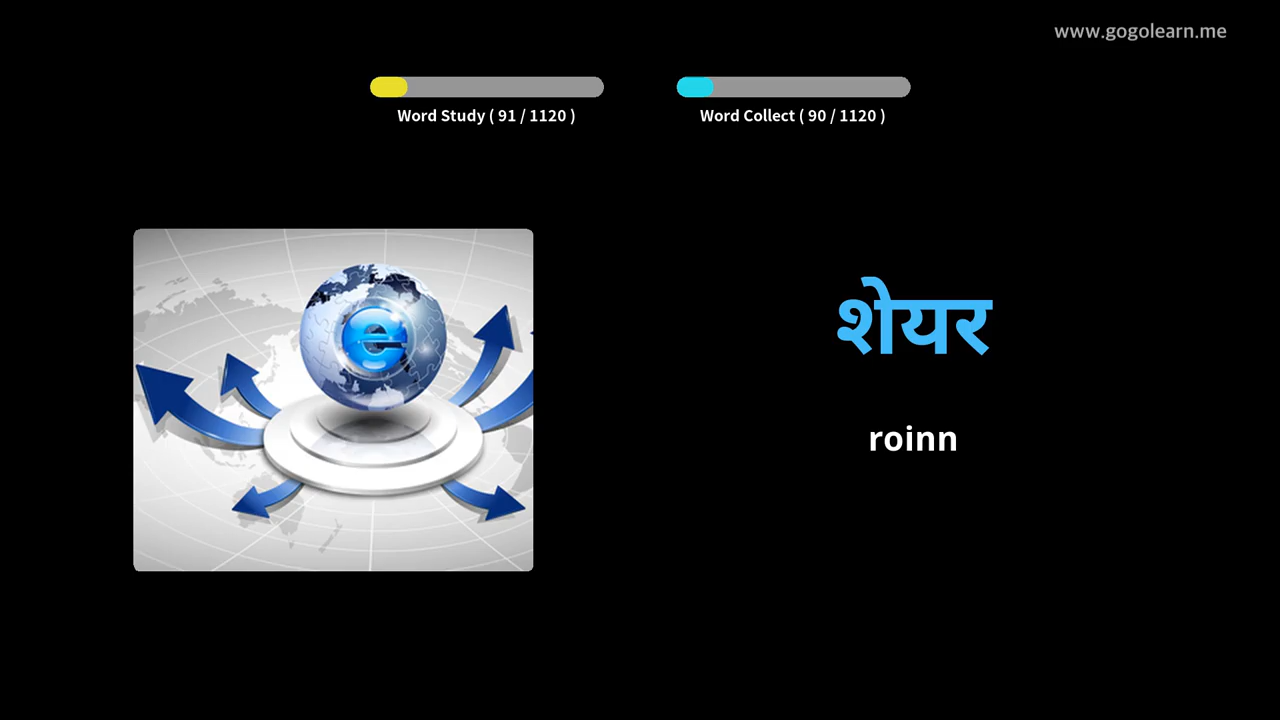 www.gogolearn.me
Word Study ( 91 / 1120 )
Word Collect ( 90 / 1120 )
e
शेयर
roinn